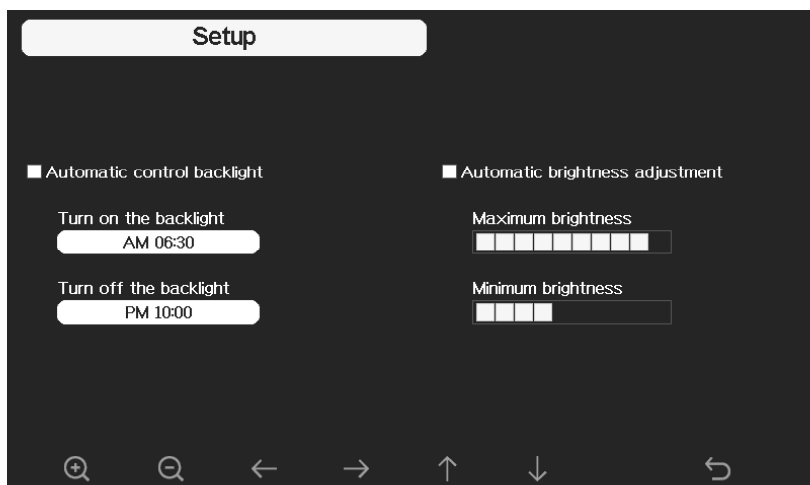 Setup
Automatic control backlight
Turn on the backlight
AM 06:30
Turn off the backlight
PM 10:00
Automatic brightness adjustment
Maximum brightness
Minimum brightness